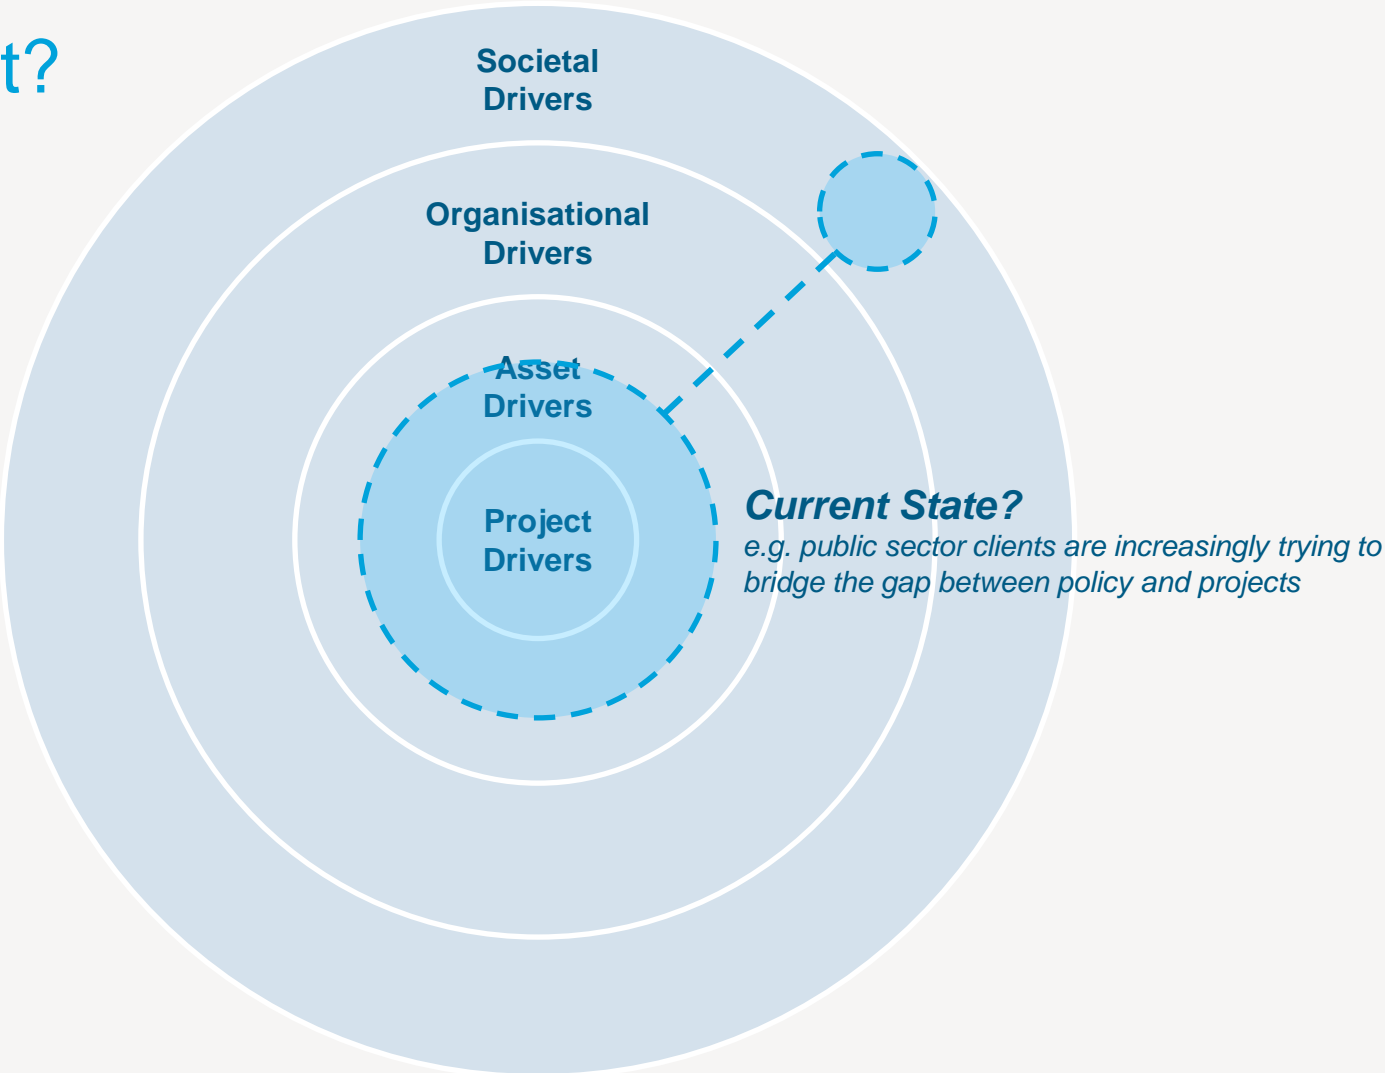 t?
Societal
Drivers
Organisational
Drivers
Asset
Drivers
Project
Drivers
Current State?
e.g. public sector clients are increasingly trying to
bridge the gap between policy and projects